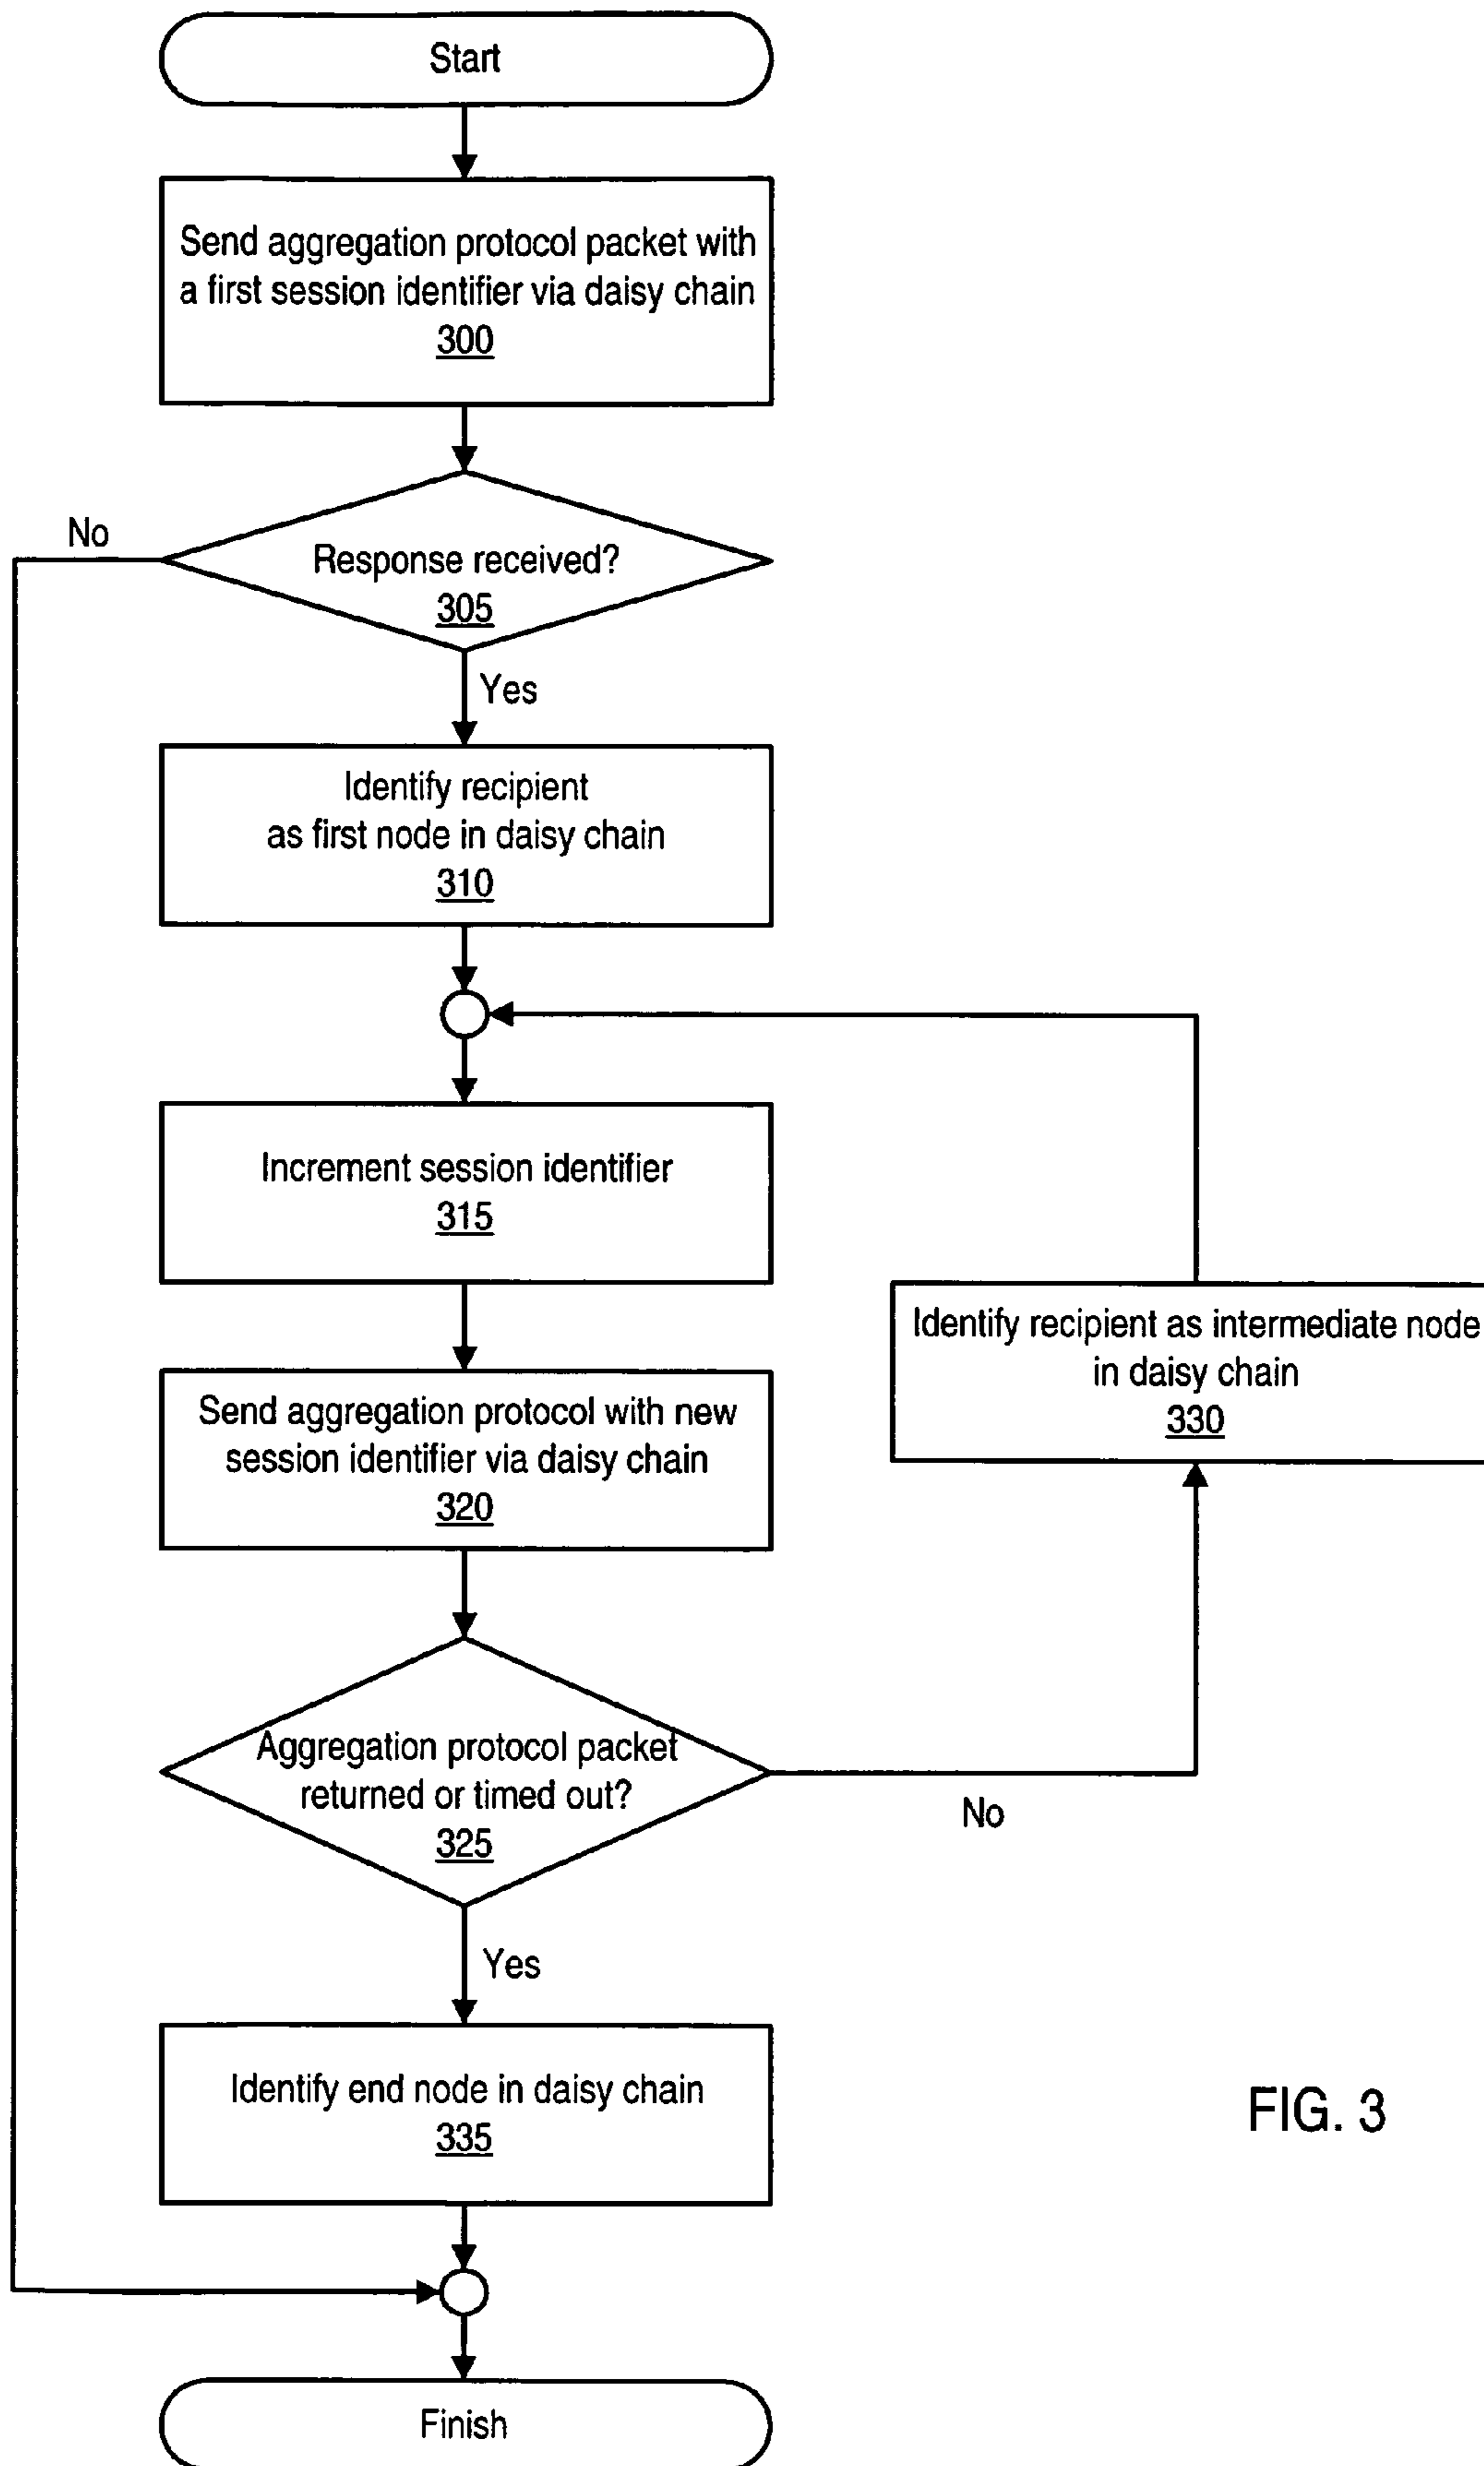 Start
Send aggregation protocol packet with
a first session identifier via daisy chain
300
No
Response received?
305
Yes
Identify recipient
as first node in daisy chain
310
Increment session identifier
315
Identify recipient as intermediate node
in daisy chain
330
Send aggregation protocol with new
session identifier via daisy chain
320
Aggregation protocol packet
returned or timed out?
325
No
Yes
Identify end node in daisy chain
335
FIG. 3
Finish